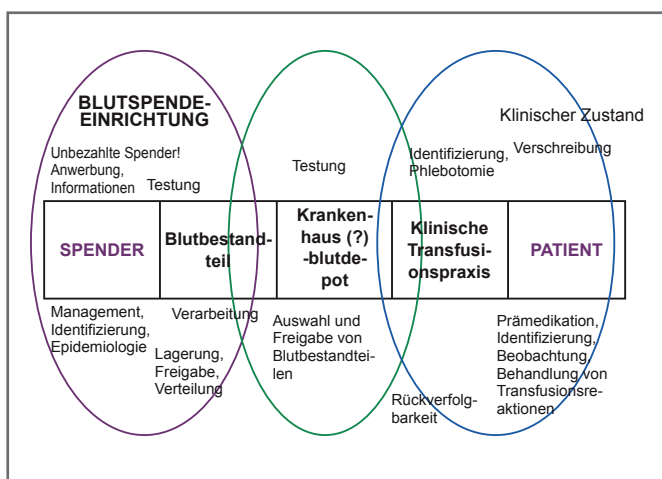 BLUTSPENDE-
EINRICHTUNG
Unbezahlte Spender!
Anwerbung,
Informationen
Testung
Testung
Klinischer Zustand
Identifizierung,
Phlebotomie
Verschreibung
SPENDER
Blutbestand-
teil
Kranken-
haus (?)
-blutde-
pot
Klinische
Transfusi-
onspraxis
PATIENT
Management,
Identifizierung,
Epidemiologie
Verarbeitung
Lagerung,
Freigabe,
Verteilung
Auswahl und
Freigabe von
Blutbestandtei-
len
Rückverfolg-
barkeit
Prämedikation,
Identifizierung,
Beobachtung,
Behandlung von
Transfusionsre-
aktionen